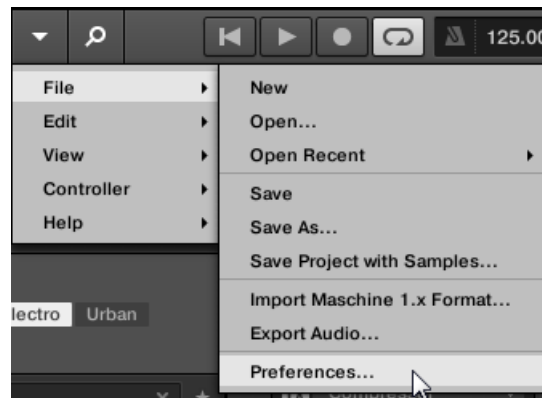 125.00
File
Edit
View
Controller
Help
New
Open...
Open Recent
Save
Save As...
Save Project with Samples...
Import Maschine 1.x Format...
Export Audio...
Preferences...
lectro Urban